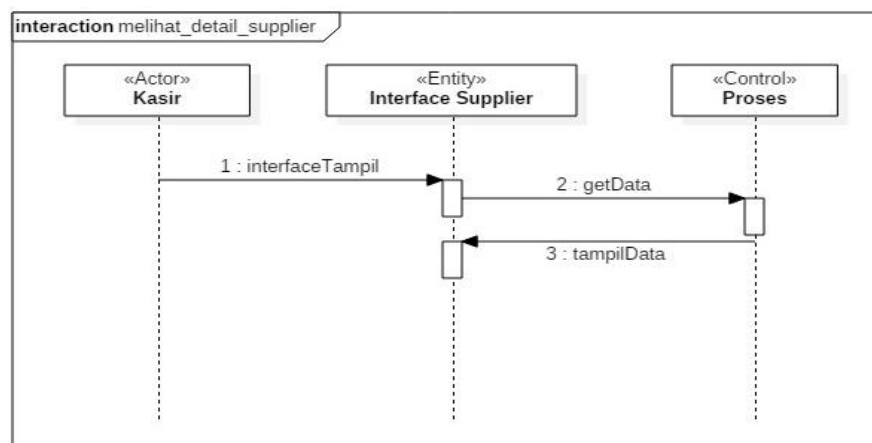 interaction melihat_detail_supplier
«Actor»
Kasir
«Entity»
Interface Supplier
«Control»
Proses
1 : interfaceTampil
2 : getData
3 : tampilData